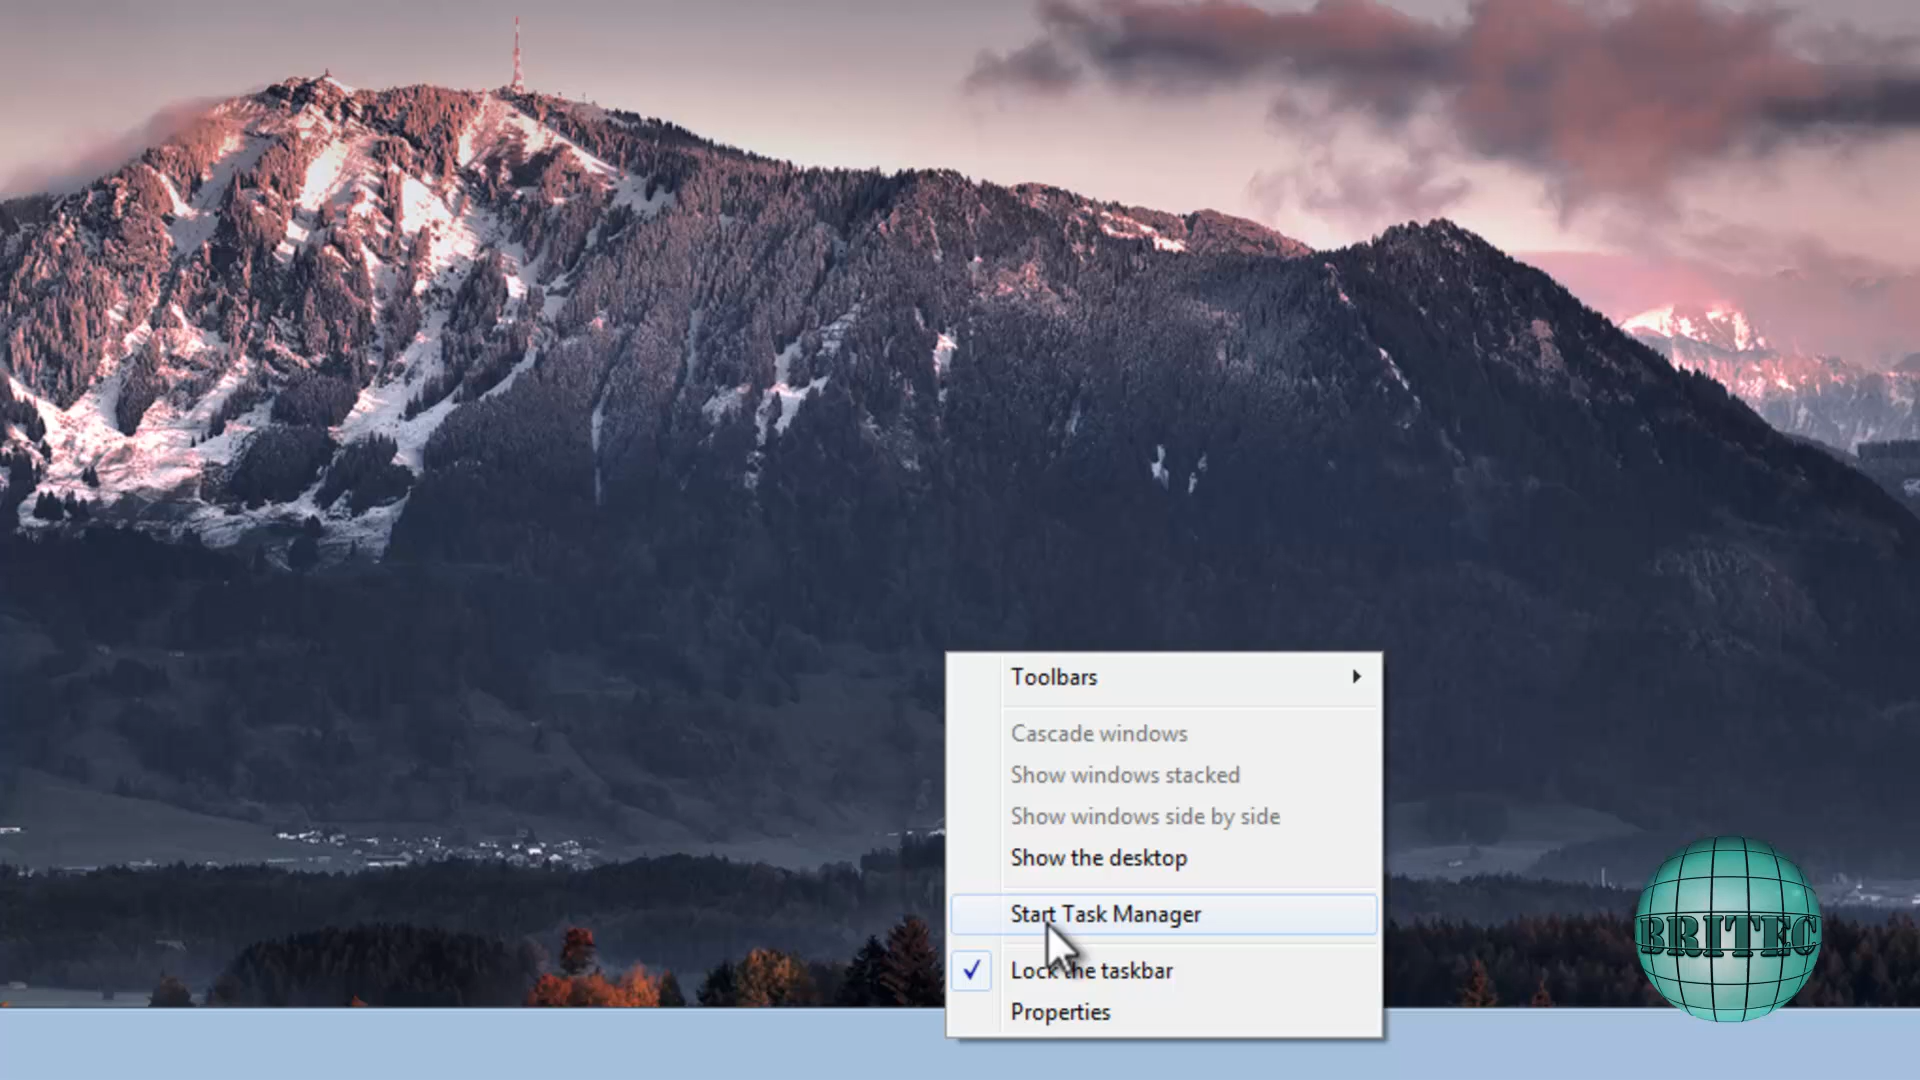 Toolbars
Cascade windows
Show windows stacked
Show windows side by side
Show the desktop
Start Task Manager
Lock the taskbar
Properties
BRITEC